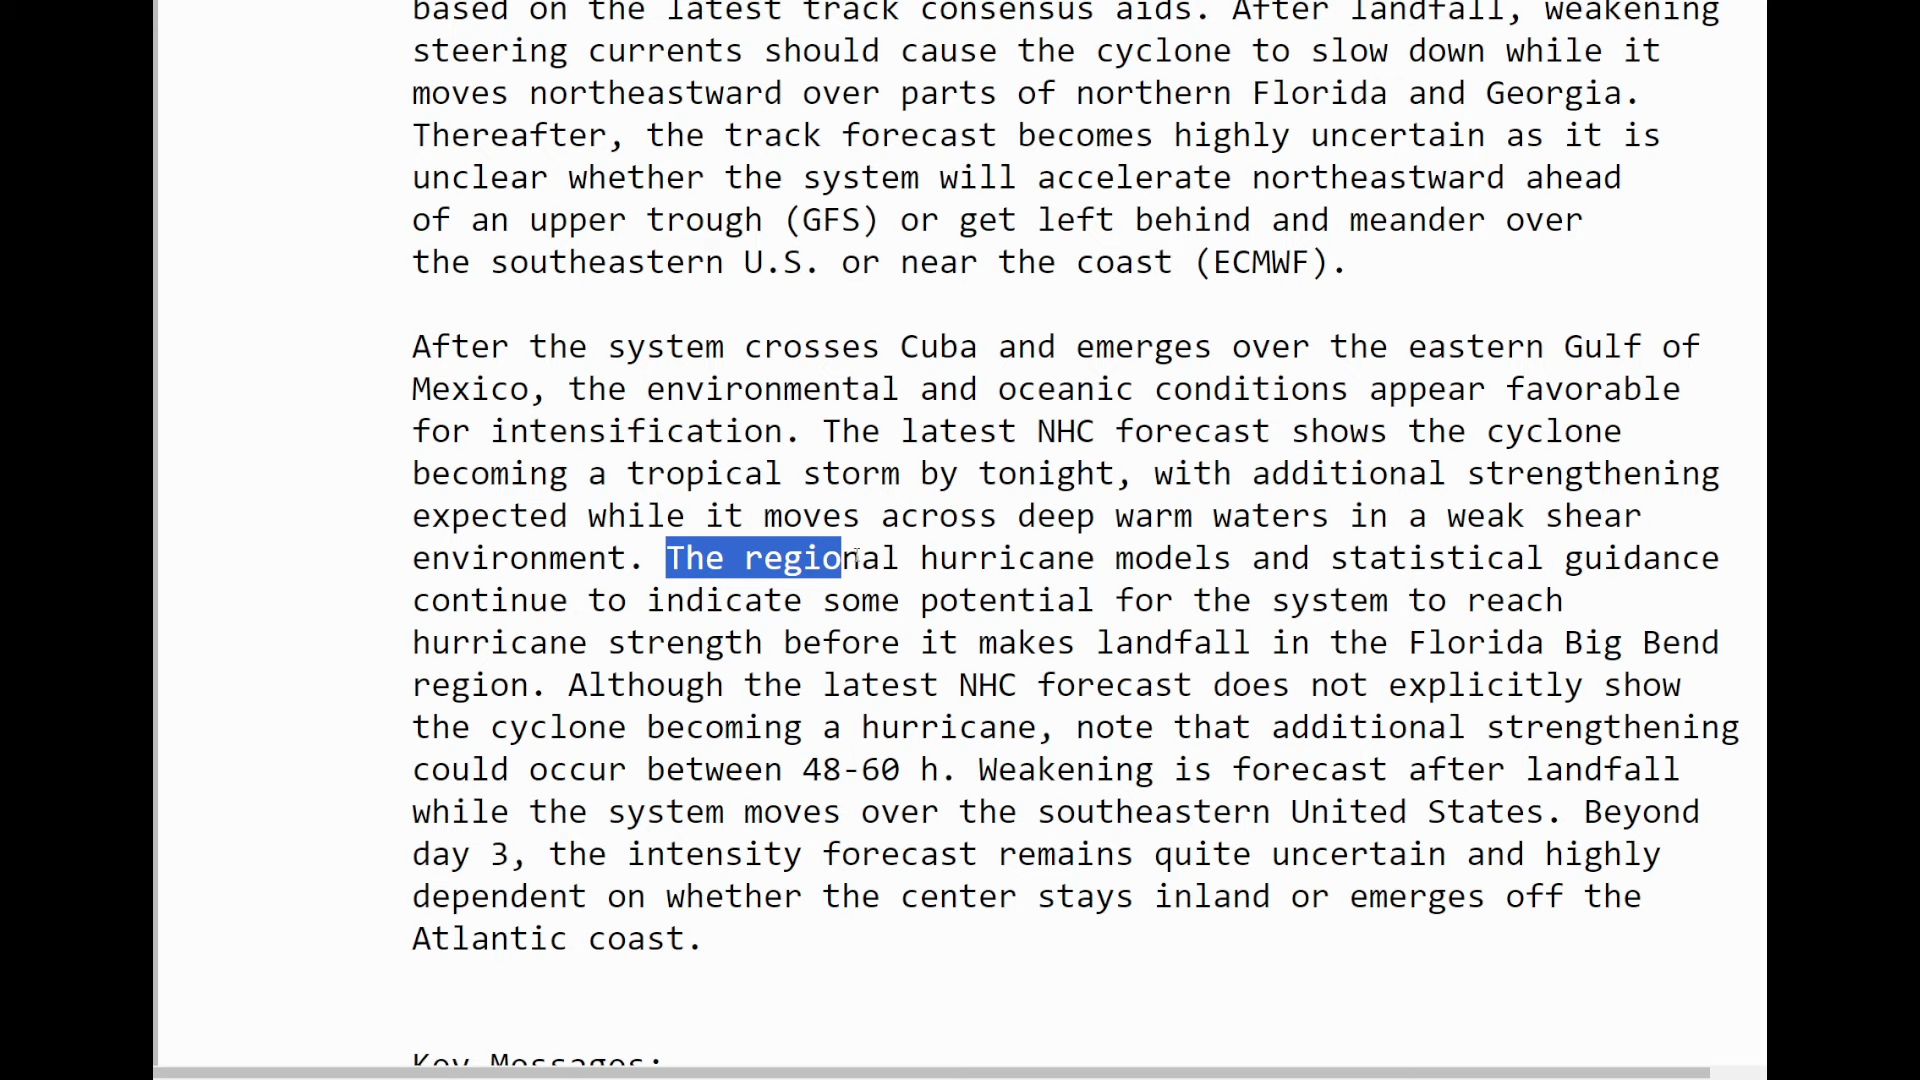 based on the latest track consensus aids. After landfall, weakening
steering currents should cause the cyclone to slow down while it
moves northeastward over parts of northern Florida and Georgia.
Thereafter, the track forecast becomes highly uncertain as it is
unclear whether the system will accelerate northeastward ahead
of an upper trough (GFS) or get left behind and meander over
the southeastern U.S. or near the coast (ECMWF).
After the system crosses Cuba and emerges over the eastern Gulf of
Mexico, the environmental and oceanic conditions appear favorable
for intensification. The latest NHC forecast shows the cyclone
becoming a tropical storm by tonight, with additional strengthening
expected while it moves across deep warm waters in a weak shear
environment. The regional hurricane models and statistical guidance
continue to indicate some potential for the system to reach
hurricane strength before it makes landfall in the Florida Big Bend
region. Although the latest NHC forecast does not explicitly show
the cyclone becoming a hurricane, note that additional strengthening
could occur between 48-60 h. Weakening is forecast after landfall
while the system moves over the southeastern United States. Beyond
day 3, the intensity forecast remains quite uncertain and highly
dependent on whether the center stays inland or emerges off the
Atlantic coast.
Key Messages: